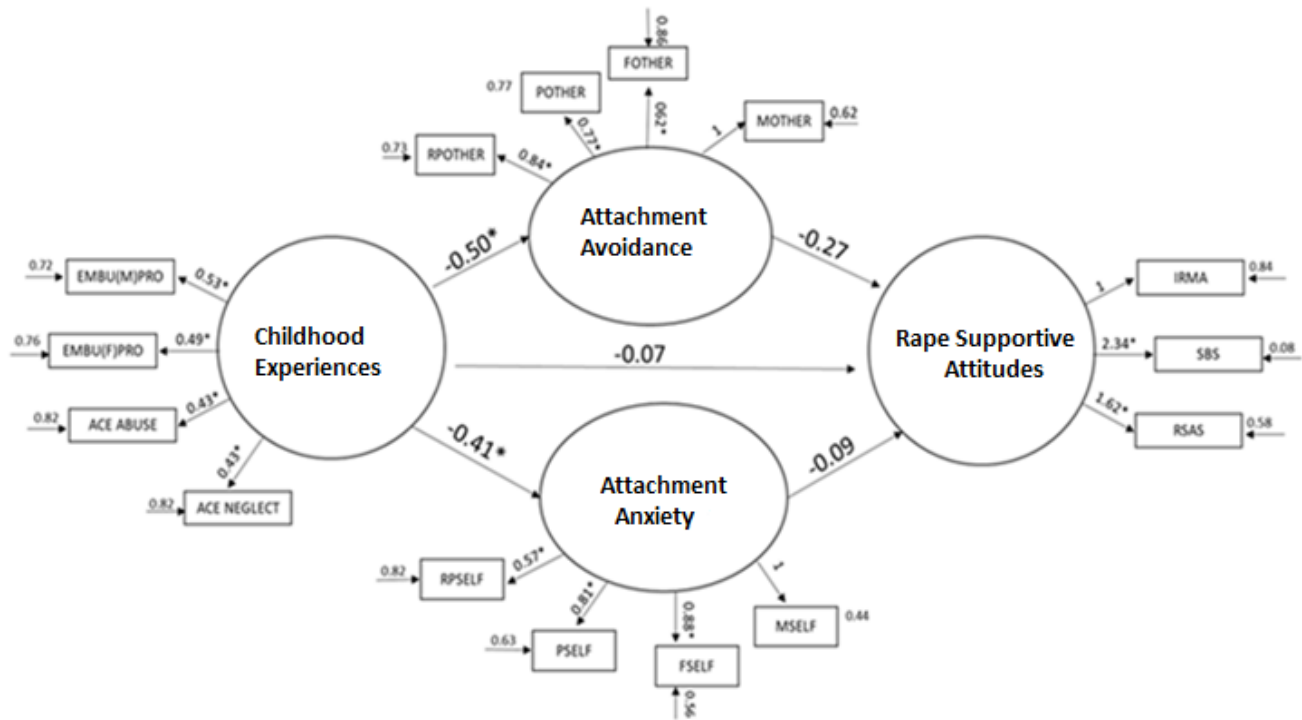 0.86
FOTHER
0.77
POTHER
062*
1
MOTHER
0.62
0.73
RPOTHER
0.84*
0.77*
Attachment
Avoidance
-0.50*
-0.27
0.72
EMBU(M)PRO
0.53*
0.76
EMBU(F)PRO
0.49*
0.82
ACE ABUSE
0.43*
0.82
ACE NEGLECT
0.43*
Childhood
Experiences
-0.07
Rape Supportive
Attitudes
1
IRMA
0.84
2.34*
SBS
0.08
1.62*
RSAS
0.58
-0.41*
-0.09
Attachment
Anxiety
0.82
RPSELF
0.57*
0.63
PSELF
0.81*
0.88*
FSELF
0.56
1
MSELF
0.44